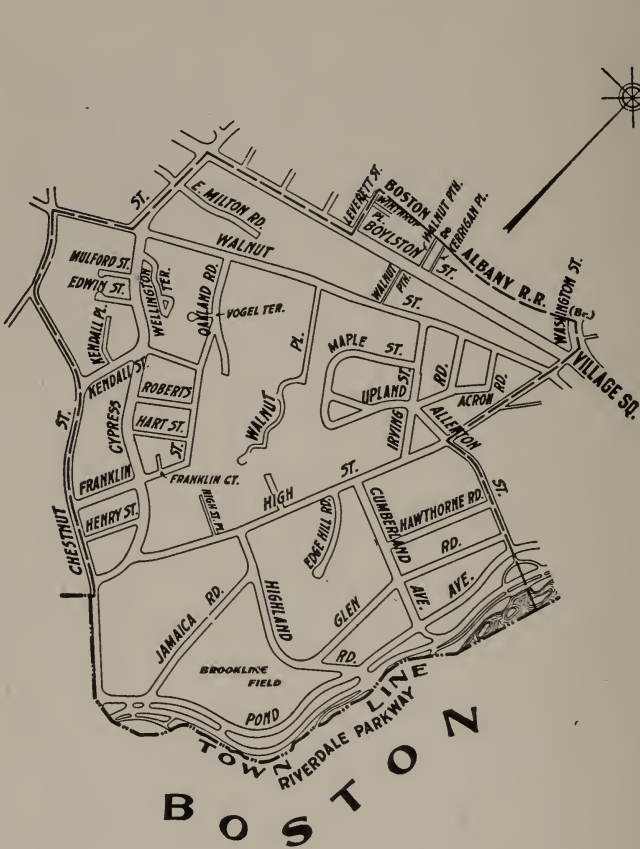 ST.
E. MILTON RD.
WALNUT
LEVERETT ST.
BOSTON
WINTHROP
PL.
BOYLSTON
WALNUT PTH.
&
KERRIGAN PL.
ST.
ALBANY R.R.
WASHINGTON ST.
(Br.)
VILLAGE SQ.
MULFORD ST.
EDWIN ST.
WELLINGTON
TER.
OAKLAND RD.
VOGEL TER.
WALNUT
PTH.
ST.
KENDALL PL.
KENDALL ST.
MAPLE ST.
PL.
RD.
RD.
UPLAND
ST.
ACRON
ROBERTS
HART ST.
CYPRESS
ST.
WALNUT
IRVING
ALLERTON
ST.
FRANKLIN
FRANKLIN CT.
HIGH ST. PL.
HIGH
ST.
ST.
HENRY ST.
CHESTNUT
EDGE HILL RD.
CUMBERLAND
HAWTHORNE RD.
RD.
JAMAICA RD.
HIGHLAND
GLEN
RD.
AVE.
AVE.
BROOKLINE
FIELD
POND
TOWN LINE
RIVERDALE PARKWAY
BOSTON